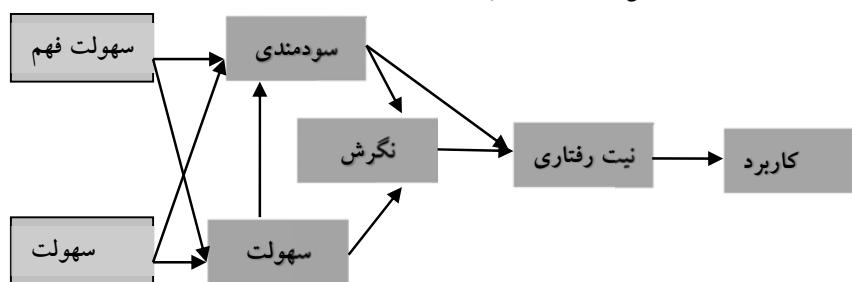 سهولت فهم
سودمندی
نگرش
نیت رفتاری
کاربرد
سهولت
سهولت